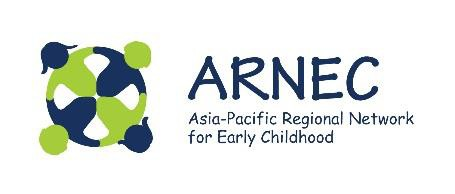 ARNEC
Asia-Pacific Regional Network
for Early Childhood